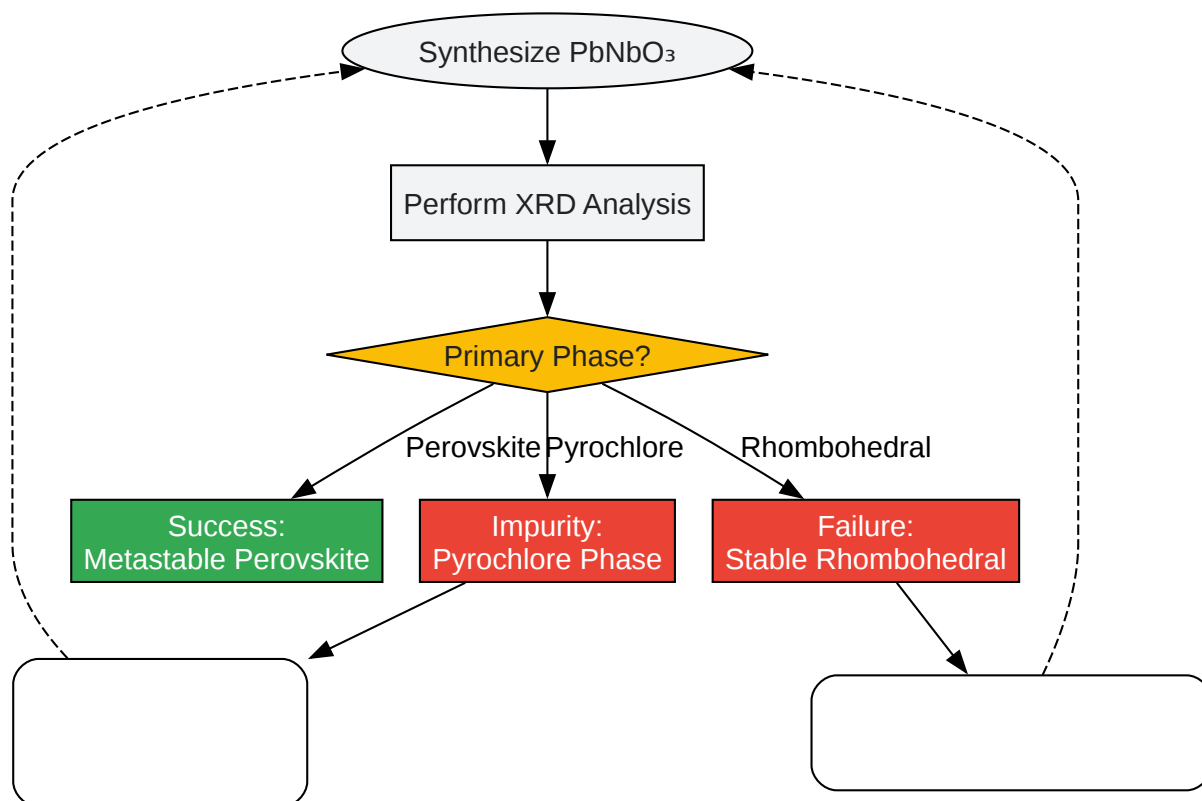 Synthesize PbNbO₃
Perform XRD Analysis
Primary Phase?
Perovskite
Pyrochlore
Rhombohedral
Success:
Metastable Perovskite
Impurity:
Pyrochlore Phase
Failure:
Stable Rhombohedral